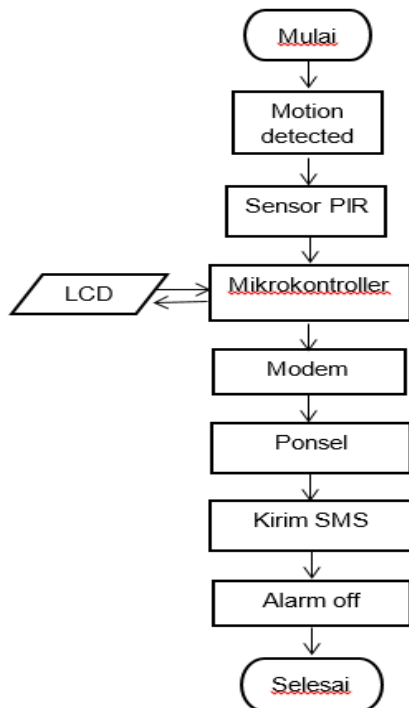 Mulai
Motion
detected
Sensor PIR
LCD
Mikrokontroller
Modem
Ponsel
Kirim SMS
Alarm off
Selesai